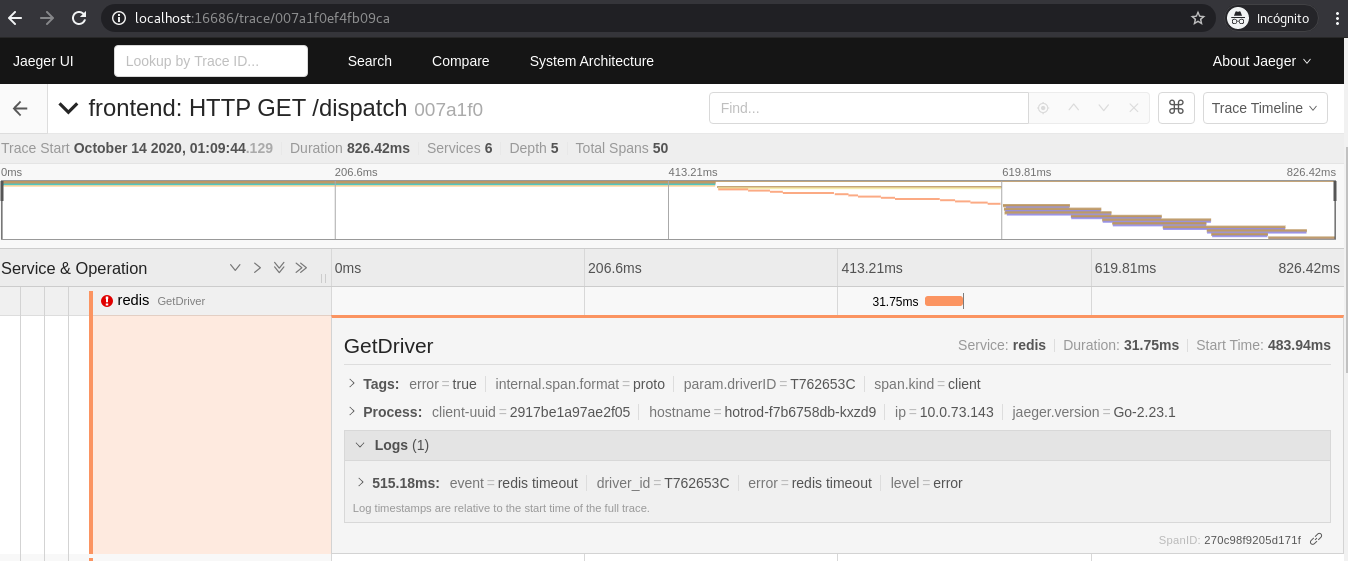 localhost:16686/trace/007a1f0ef4fb09ca Incógnito
Jaeger UI Lookup by Trace ID... Search Compare System Architecture About Jaeger
frontend: HTTP GET /dispatch 007a1f0 Find... ⌘ Trace Timeline
Trace Start October 14 2020, 01:09:44.129 Duration 826.42ms Services 6 Depth 5 Total Spans 50
0ms 206.6ms 413.21ms 619.81ms 826.42ms
Service & Operation 0ms 206.6ms 413.21ms 619.81ms 826.42ms
redis GetDriver 31.75ms
GetDriver Service: redis Duration: 31.75ms Start Time: 483.94ms
Tags: error = true internal.span.format = proto param.driverID = T762653C span.kind = client
Process: client-uuid = 2917be1a97ae2f05 hostname = hotrod-f7b6758db-kxzd9 ip = 10.0.73.143 jaeger.version = Go-2.23.1
Logs (1)
515.18ms: event = redis timeout driver_id = T762653C error = redis timeout level = error
Log timestamps are relative to the start time of the full trace.
SpanID: 270c98f9205d171f